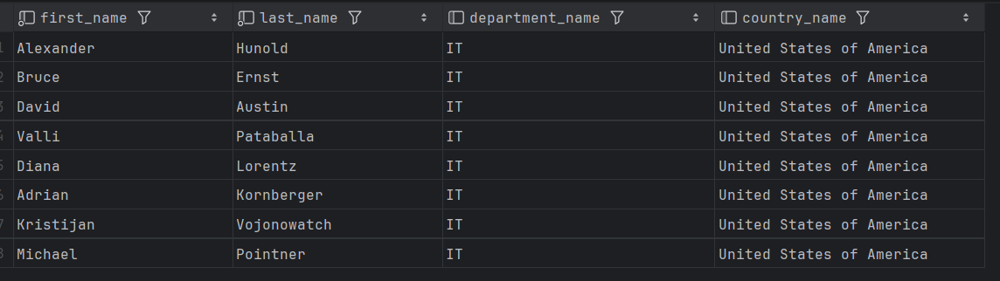 first_name last_name department_name country_name
1 Alexander Hunold IT United States of America
2 Bruce Ernst IT United States of America
3 David Austin IT United States of America
4 Valli Pataballa IT United States of America
5 Diana Lorentz IT United States of America
6 Adrian Kornberger IT United States of America
7 Kristijan Vojonowatch IT United States of America
8 Michael Pointner IT United States of America